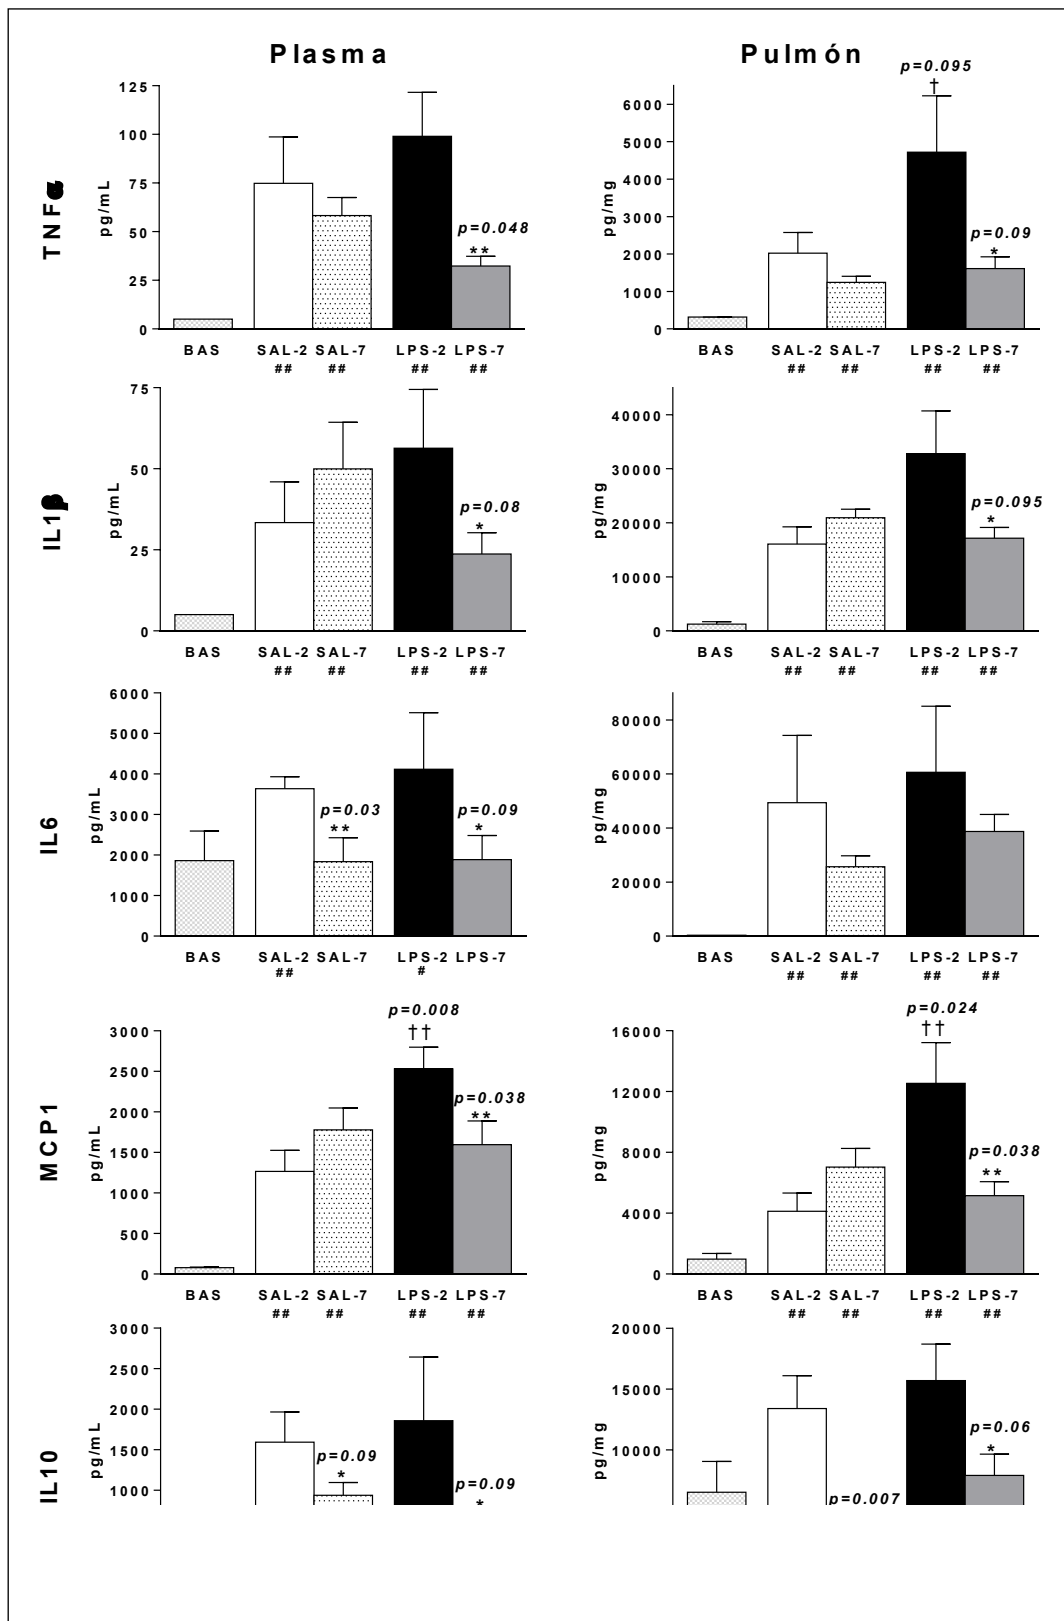 Plasma
Pulmón
TNFα
pg/mL
125
100
75
50
25
0
p=0.048
**
BAS SAL-2 SAL-7 LPS-2 LPS-7
## ## ## ##
pg/mg
6000
5000
4000
3000
2000
1000
0
p=0.095
†
p=0.09
*
BAS SAL-2 SAL-7 LPS-2 LPS-7
## ## ## ##
IL1β
pg/mL
75
50
25
0
p=0.08
*
BAS SAL-2 SAL-7 LPS-2 LPS-7
## ## ## ##
pg/mg
40000
30000
20000
10000
0
p=0.095
*
BAS SAL-2 SAL-7 LPS-2 LPS-7
## ## ## ##
IL6
pg/mL
6000
5000
4000
3000
2000
1000
0
p=0.03
**
p=0.09
*
BAS SAL-2 SAL-7 LPS-2 LPS-7
## #
pg/mg
80000
60000
40000
20000
0
BAS SAL-2 SAL-7 LPS-2 LPS-7
## ## ## ##
MCP1
pg/mL
3000
2500
2000
1500
1000
500
0
p=0.008
††
p=0.038
**
BAS SAL-2 SAL-7 LPS-2 LPS-7
## ## ## ##
pg/mg
16000
12000
8000
4000
0
p=0.024
††
p=0.038
**
BAS SAL-2 SAL-7 LPS-2 LPS-7
## ## ## ##
IL10
pg/mL
3000
2500
2000
1500
1000
p=0.09
*
p=0.09
*
pg/mg
20000
15000
10000
p=0.007
p=0.06
*